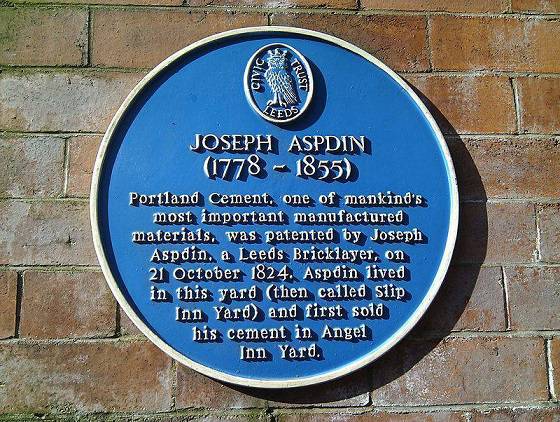 CIVIC TRUST
LEEDS
JOSEPH ASPDIN
(1778 - 1855)
Portland Cement, one of mankind's
most important manufactured
materials, was patented by Joseph
Aspdin, a Leeds Bricklayer, on
21 October 1824. Aspdin lived
in this yard (then called Slip
Inn Yard) and first sold
his cement in Angel
Inn Yard.